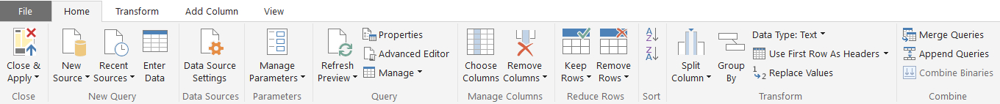 File Home Transform Add Column View
Close & Apply
New Source
Recent Sources
Enter Data
Data Source Settings
Manage Parameters
Refresh Preview
Properties
Advanced Editor
Manage
Choose Columns
Remove Columns
Keep Rows
Remove Rows
A
Z
Z
A
Split Column
Group By
Data Type: Text
Use First Row As Headers
1
2 Replace Values
Merge Queries
Append Queries
Combine Binaries
Close New Query Data Sources Parameters Query Manage Columns Reduce Rows Sort Transform Combine